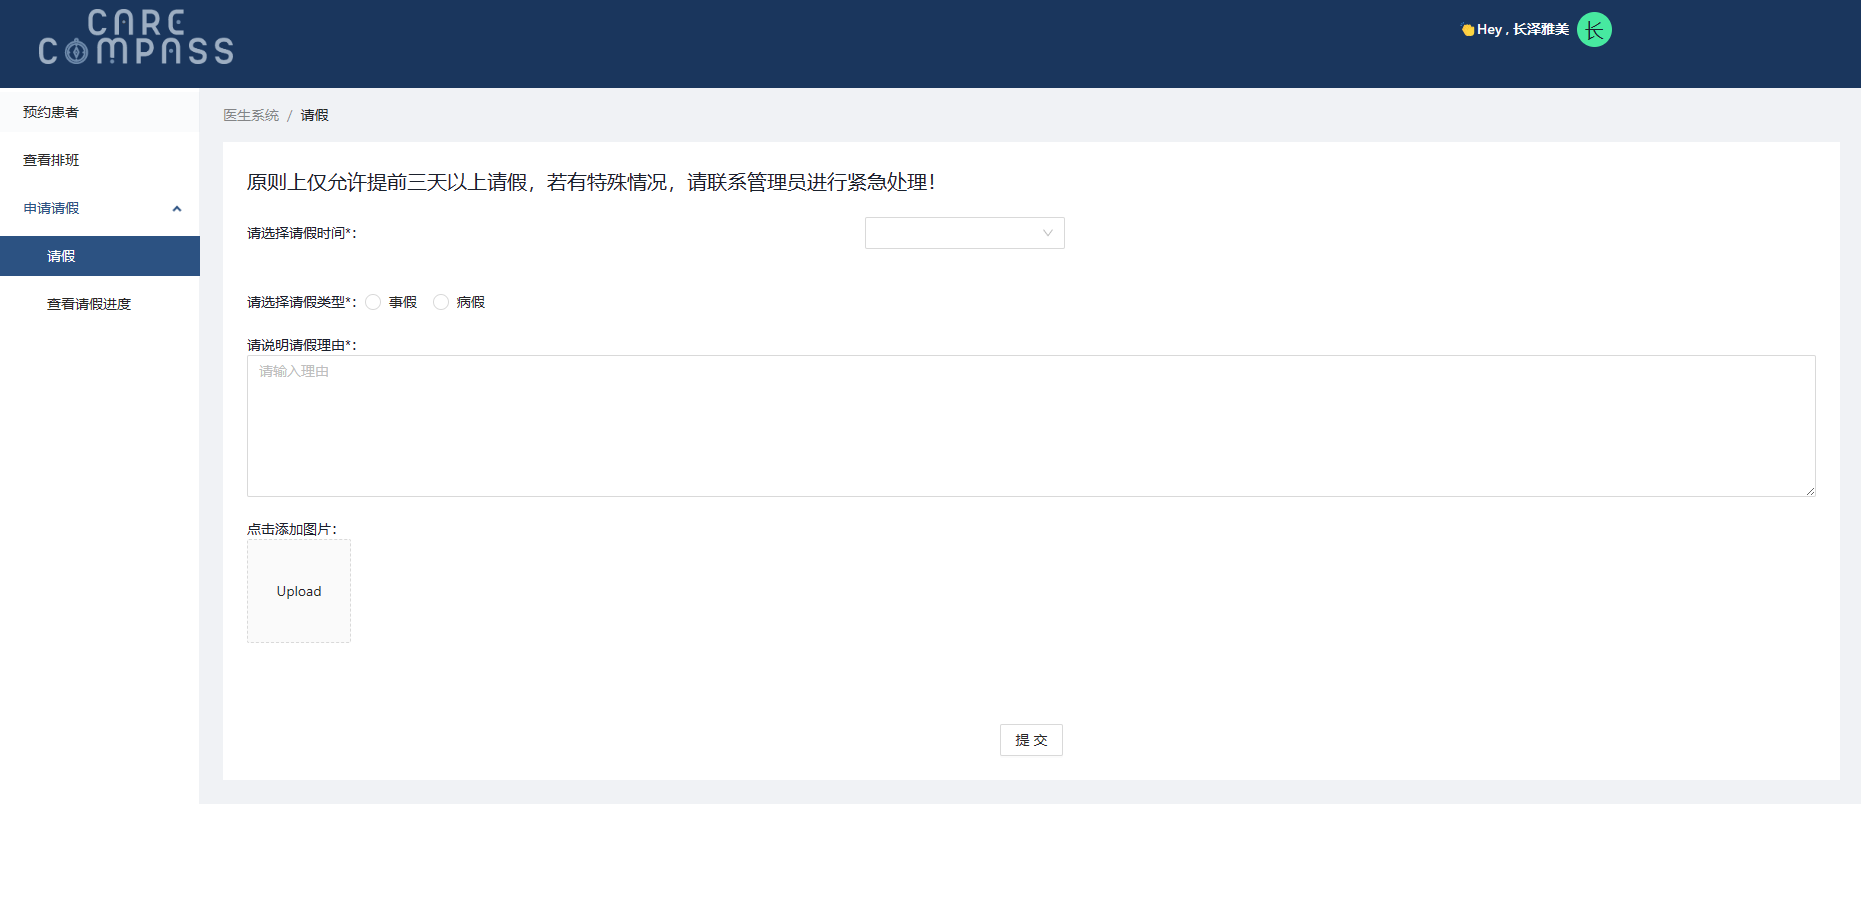 CARE
COMPASS
👏Hey , 长泽雅美
长
预约患者
查看排班
申请请假
请假
查看请假进度
医生系统 / 请假
原则上仅允许提前三天以上请假，若有特殊情况，请联系管理员进行紧急处理！
请选择请假时间*：
请选择请假类型*： 事假 病假
请说明请假理由*：
请输入理由
点击添加图片：
Upload
提 交